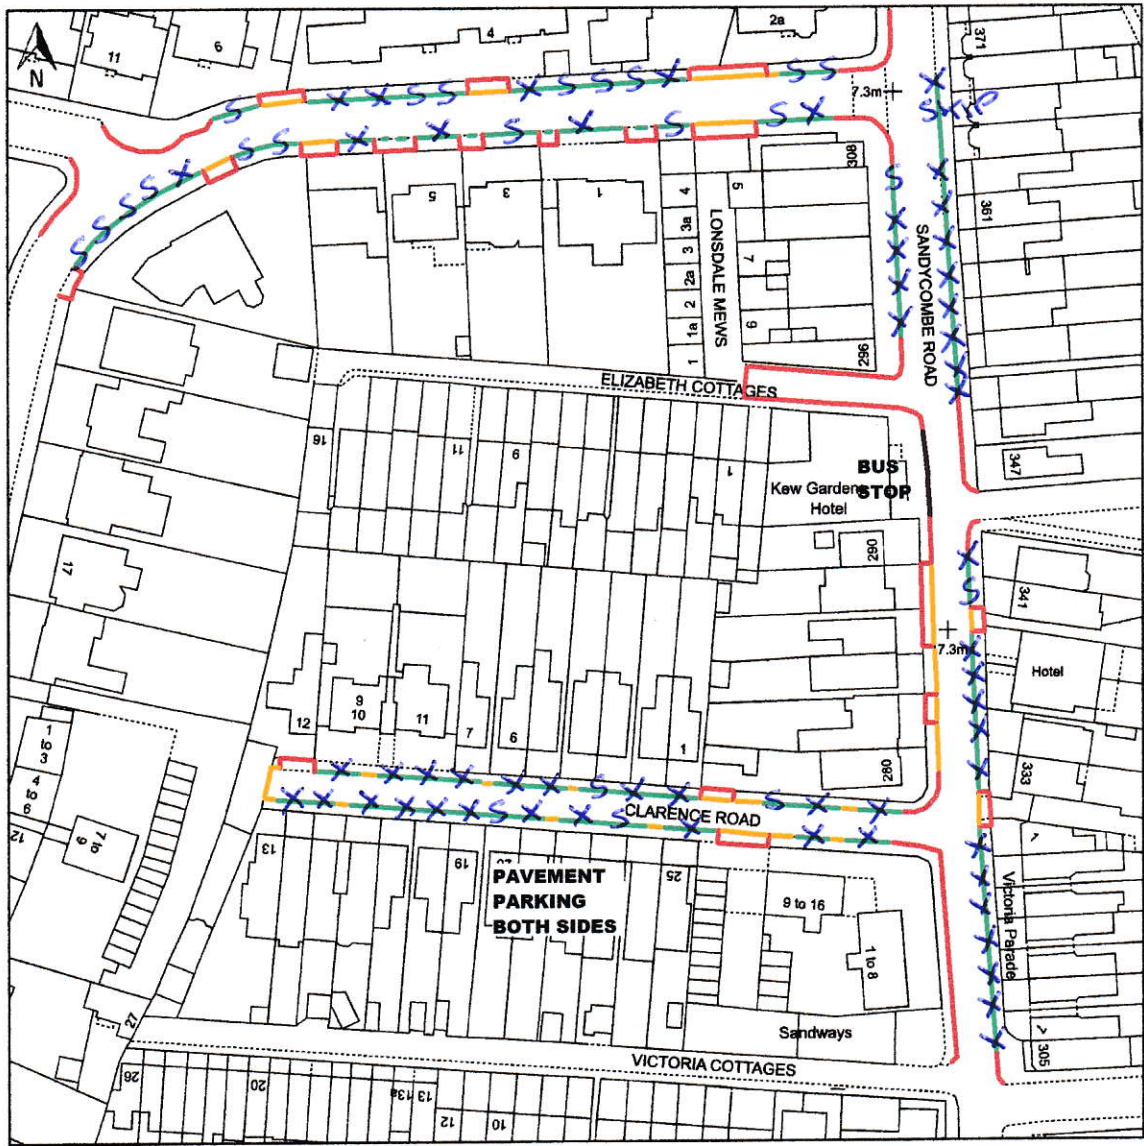 N
11
6
4
2a
371
S S S S X S S S X S S
X X S S
7.3m
X
S X
S S X X S X S X
308
S
X
361
5
3
1
4
3a
3
2a
2
1a
1
5
7
6
LONSDALE MEWS
SANDYCOMBE ROAD
S S S S X
296
ELIZABETH COTTAGES
16
11
9
1
347
BUS
STOP
Kew Gardens
Hotel
290
341
7.3m
Hotel
17
333
12
9
10
11
7
6
1
280
1
to
3
4
to
6
7 to
9
12
X X X X X X S X X S X X
CLARENCE ROAD
X X X X X X S X X S X X X
13
19
25
PAVEMENT
PARKING
BOTH SIDES
9 to 16
1 to 8
Victoria Parade
1
Sandways
27
305
VICTORIA COTTAGES
26
20
13a
13
12
10